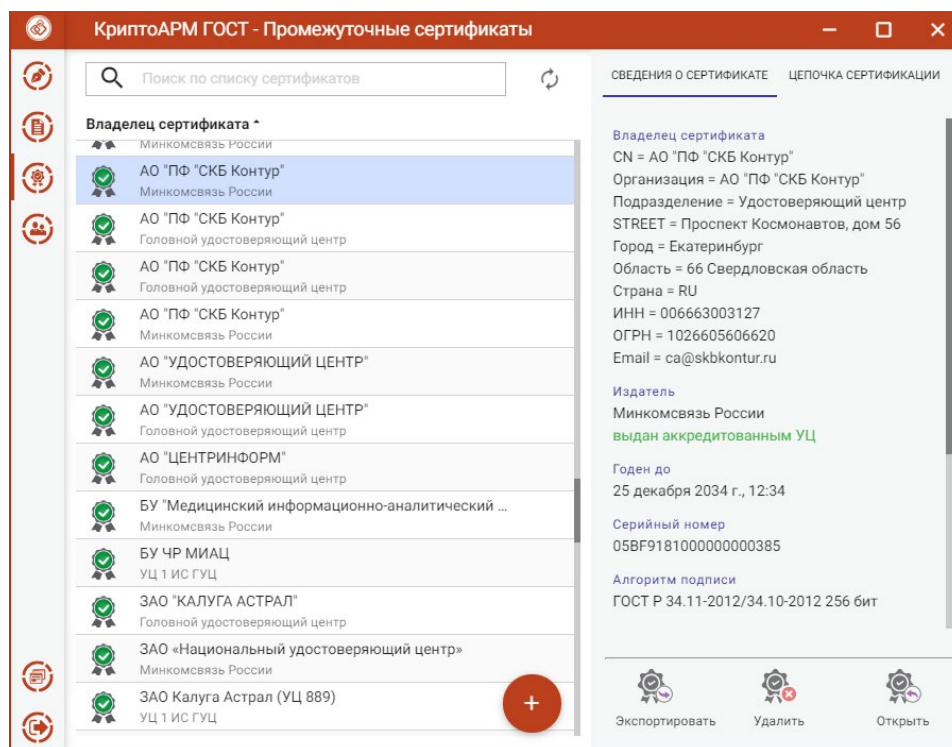 КриптоАРМ ГОСТ - Промежуточные сертификаты
Поиск по списку сертификатов
Владелец сертификата
Минкомсвязь России
АО "ПФ "СКБ Контур"
Минкомсвязь России
АО "ПФ "СКБ Контур"
Головной удостоверяющий центр
АО "ПФ "СКБ Контур"
Головной удостоверяющий центр
АО "ПФ "СКБ Контур"
Минкомсвязь России
АО "УДОСТОВЕРЯЮЩИЙ ЦЕНТР"
Минкомсвязь России
АО "УДОСТОВЕРЯЮЩИЙ ЦЕНТР"
Головной удостоверяющий центр
АО "ЦЕНТРИНФОРМ"
Головной удостоверяющий центр
БУ "Медицинский информационно-аналитический ...
Минкомсвязь России
БУ ЧР МИАЦ
УЦ 1 ИС ГУЦ
ЗАО "КАЛУГА АСТРАЛ"
Головной удостоверяющий центр
ЗАО «Национальный удостоверяющий центр»
Минкомсвязь России
ЗАО Калуга Астрал (УЦ 889)
УЦ 1 ИС ГУЦ
СВЕДЕНИЯ О СЕРТИФИКАТЕ ЦЕПОЧКА СЕРТИФИКАЦИИ
Владелец сертификата
CN = АО "ПФ "СКБ Контур"
Организация = АО "ПФ "СКБ Контур"
Подразделение = Удостоверяющий центр
STREET = Проспект Космонавтов, дом 56
Город = Екатеринбург
Область = 66 Свердловская область
Страна = RU
ИНН = 006663003127
ОГРН = 1026605606620
Email = ca@skbkontur.ru
Издатель
Минкомсвязь России
выдан аккредитованным УЦ
Годен до
25 декабря 2034 г., 12:34
Серийный номер
05BF9181000000000385
Алгоритм подписи
ГОСТ Р 34.11-2012/34.10-2012 256 бит
Экспортировать Удалить Открыть